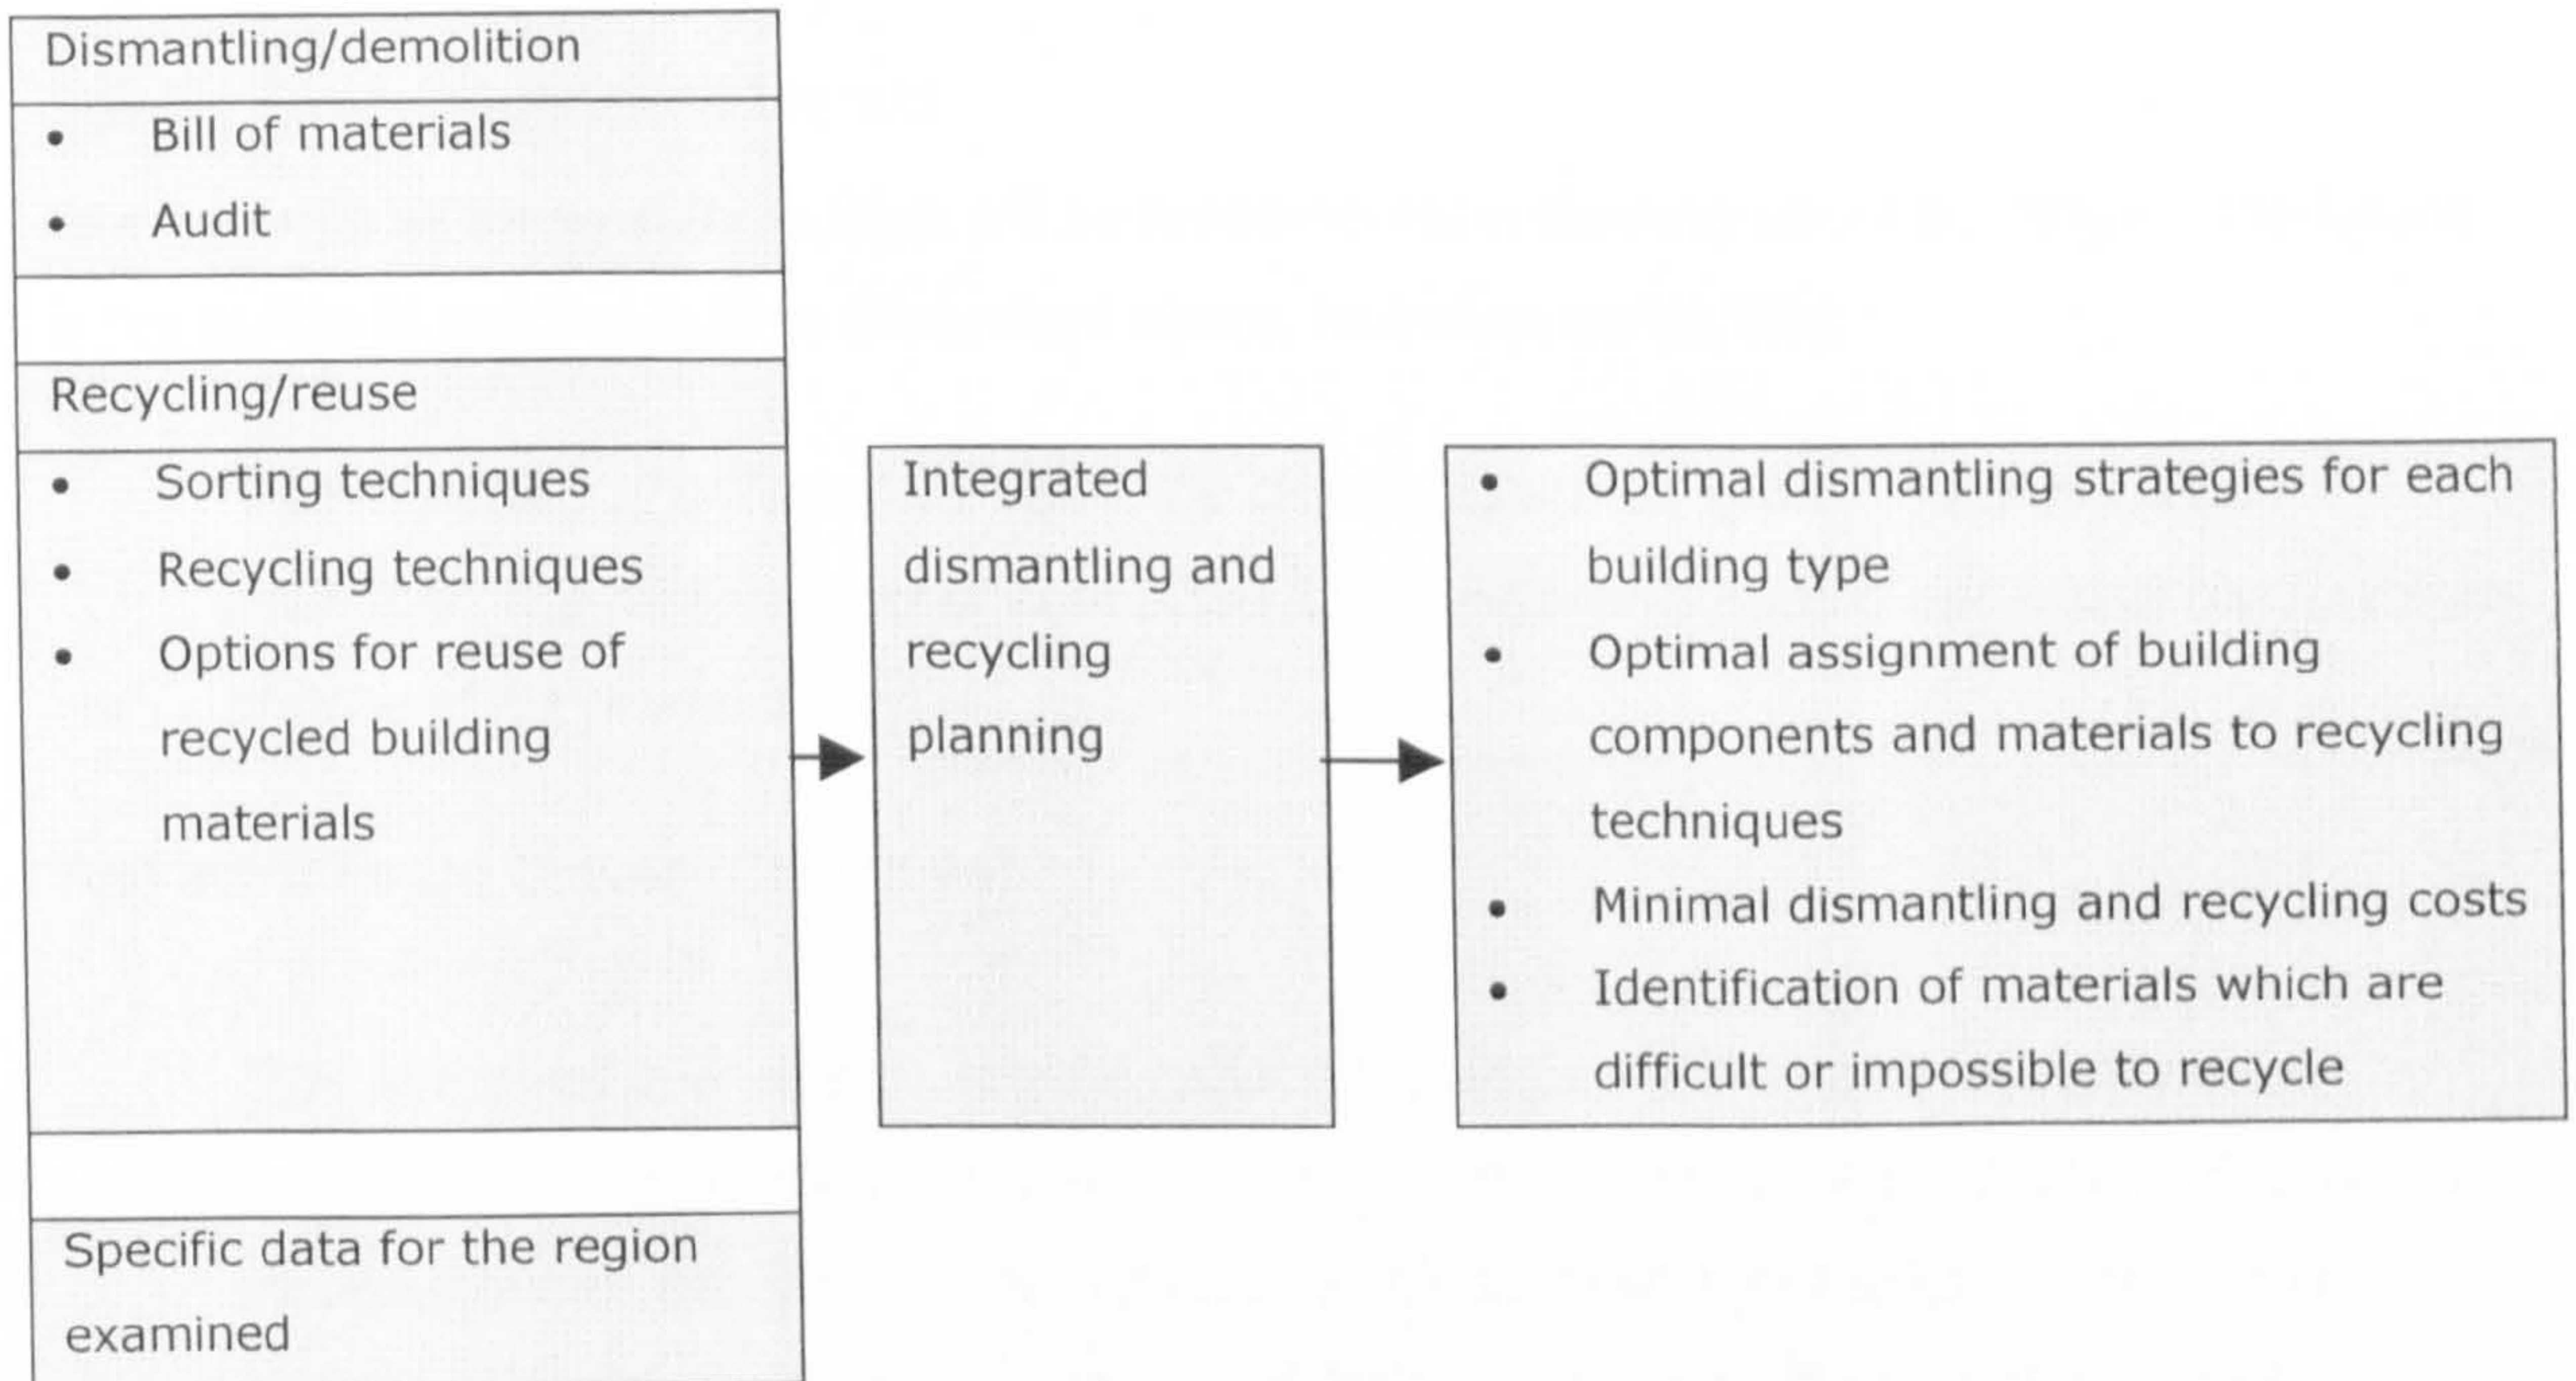 Dismantling/demolition
• Bill of materials
• Audit
Recycling/reuse
• Sorting techniques
• Recycling techniques
• Options for reuse of
recycled building
materials
Integrated
dismantling and
recycling
planning
• Optimal dismantling strategies for each
building type
• Optimal assignment of building
components and materials to recycling
techniques
• Minimal dismantling and recycling costs
• Identification of materials which are
difficult or impossible to recycle
Specific data for the region
examined